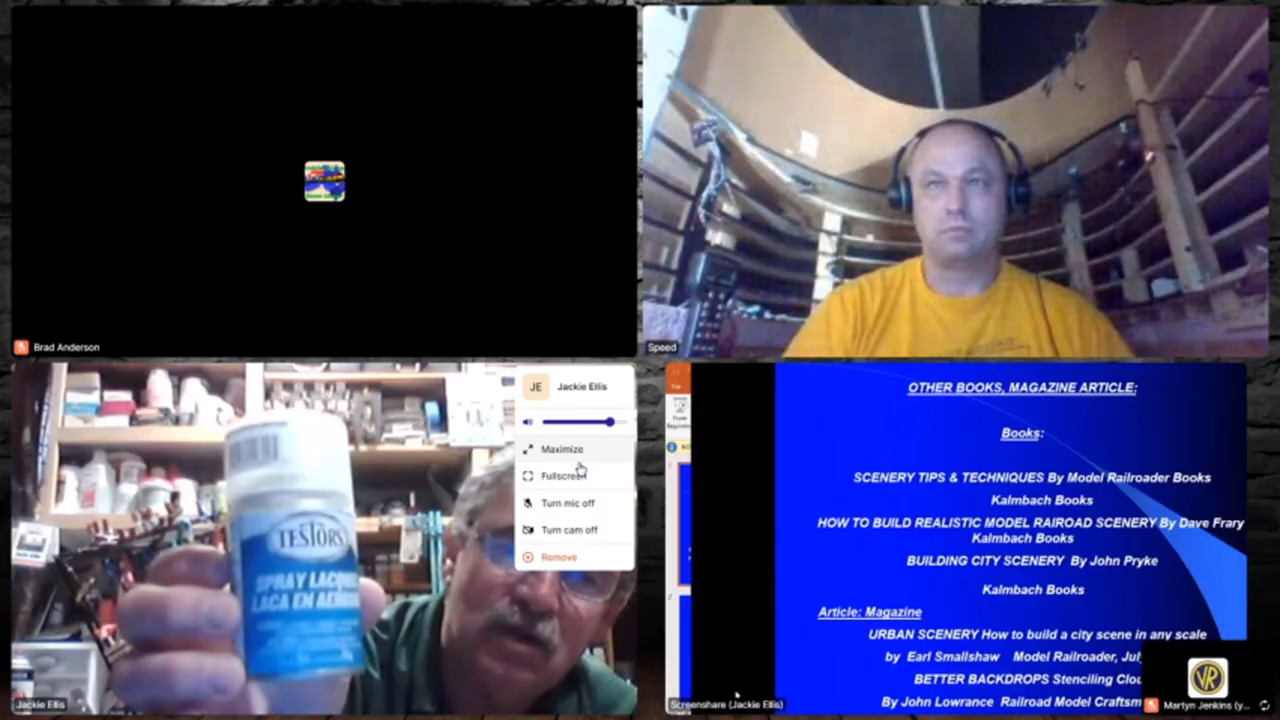 Brad Anderson
Speed
JE Jackie Ellis
Maximize
Fullscreen
Turn mic off
Turn cam off
Remove
TESTORS
SPRAY
LACA EN
Jackie Ellis
File
OTHER BOOKS, MAGAZINE ARTICLE:
Books:
SCENERY TIPS & TECHNIQUES By Model Railroader Books
Kalmbach Books
HOW TO BUILD REALISTIC MODEL RAIROAD SCENERY By Dave Frary
Kalmbach Books
BUILDING CITY SCENERY By John Pryke
Kalmbach Books
Article: Magazine
URBAN SCENERY How to build a city scene in any scale
by Earl Smallshaw Model Railroader, July
BETTER BACKDROPS Stenciling Clou
By John Lowrance Railroad Model Craftsm
Screenshare (Jackie Ellis)
VR
Martyn Jenkins (y...